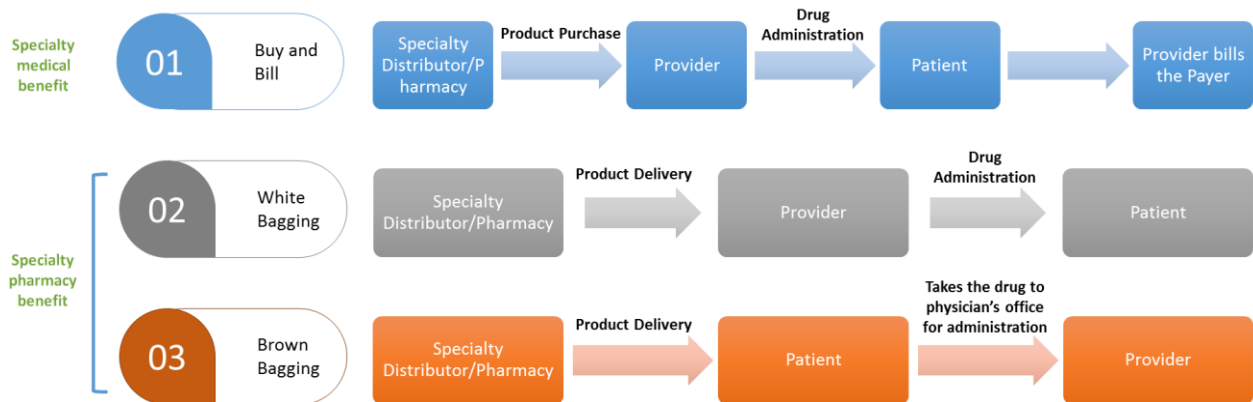 Specialty
medical
benefit
01
Buy and
Bill
Specialty
Distributor/P
harmacy
Product Purchase
Provider
Drug
Administration
Patient
Provider bills
the Payer
Specialty
pharmacy
benefit
02
White
Bagging
Specialty
Distributor/Pharmacy
Product Delivery
Provider
Drug
Administration
Patient
03
Brown
Bagging
Specialty
Distributor/Pharmacy
Product Delivery
Patient
Takes the drug to
physician's office
for administration
Provider